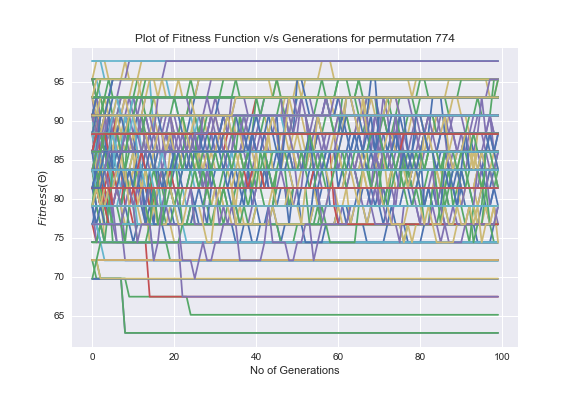 Plot of Fitness Function v/s Generations for permutation 774
Fitness(Θ)
95
90
85
80
75
70
65
0 20 40 60 80 100
No of Generations